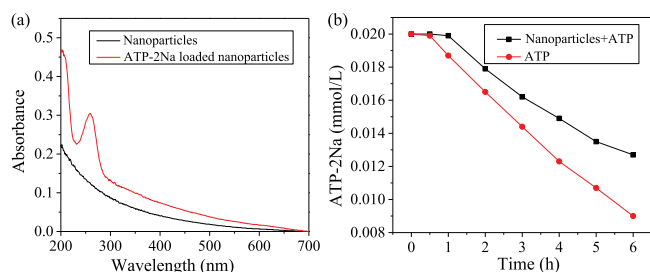 (a)
Nanoparticles
ATP-2Na loaded nanoparticles
0.5
0.4
0.3
0.2
0.1
0.0
Absorbance
200 300 400 500 600 700
Wavelength (nm)
(b)
Nanoparticles+ATP
ATP
0.020
0.018
0.016
0.014
0.012
0.010
0.008
ATP-2Na (mmol/L)
0 1 2 3 4 5 6
Time (h)